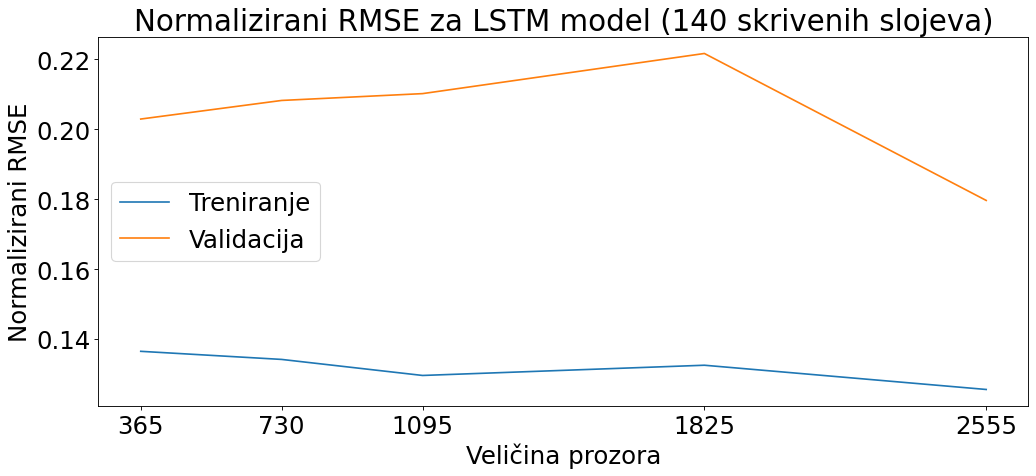 Normalizirani RMSE za LSTM model (140 skrivenih slojeva)
Normalizirani RMSE
0.22
0.20
0.18
0.16
0.14
Treniranje
Validacija
365 730 1095 1825 2555
Veličina prozora